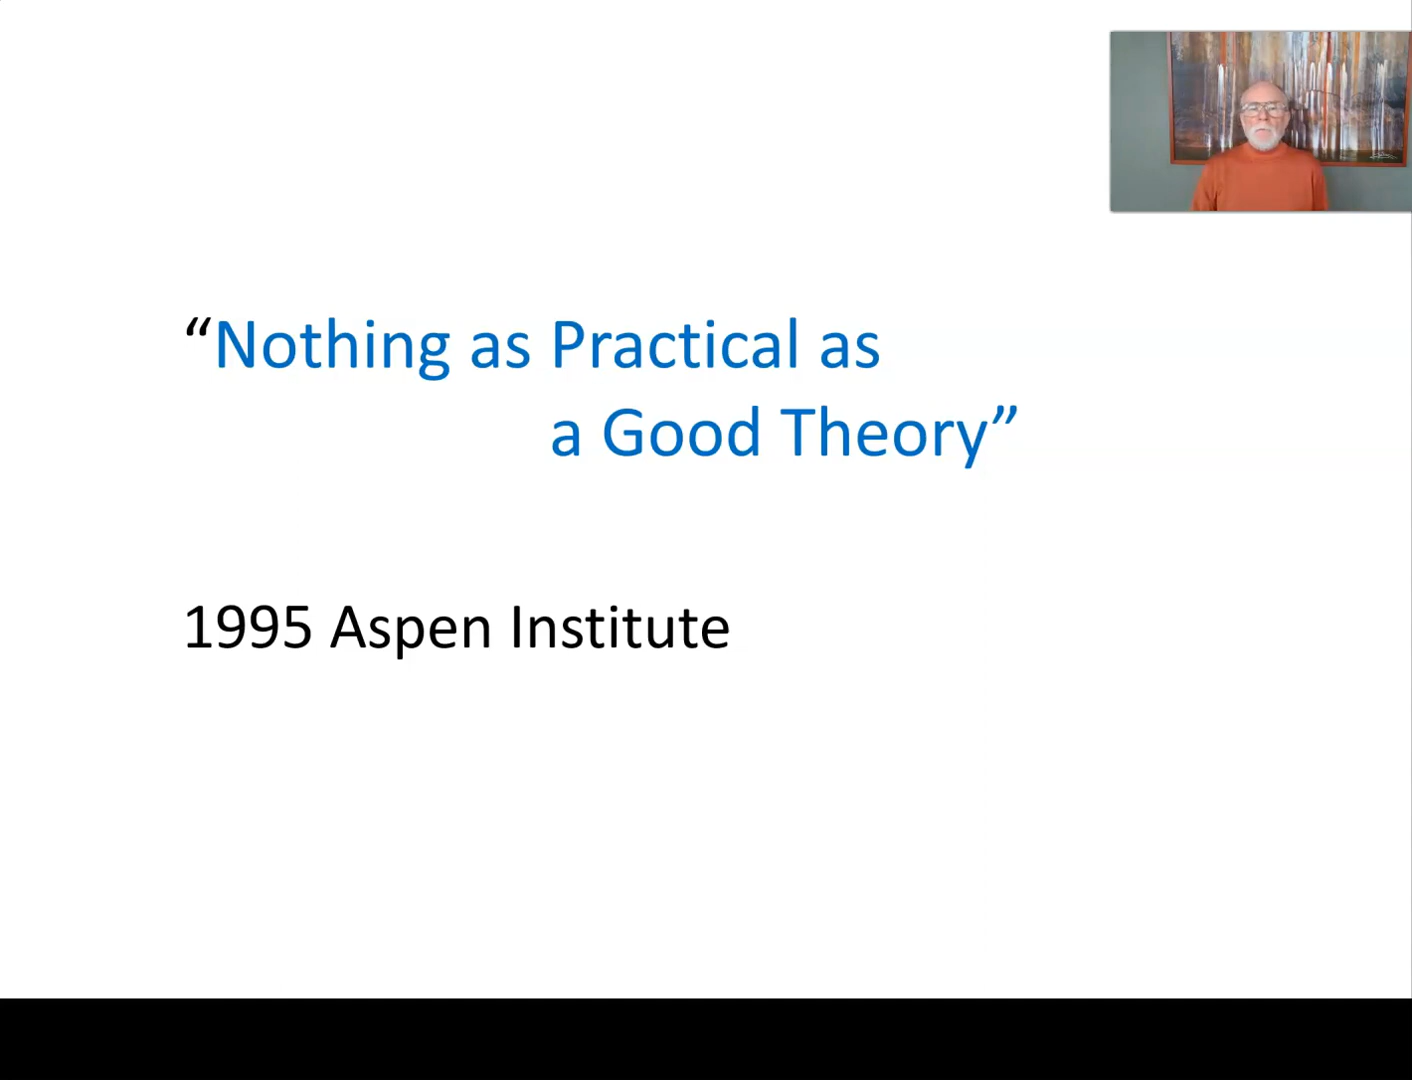 “Nothing as Practical as
a Good Theory”
1995 Aspen Institute